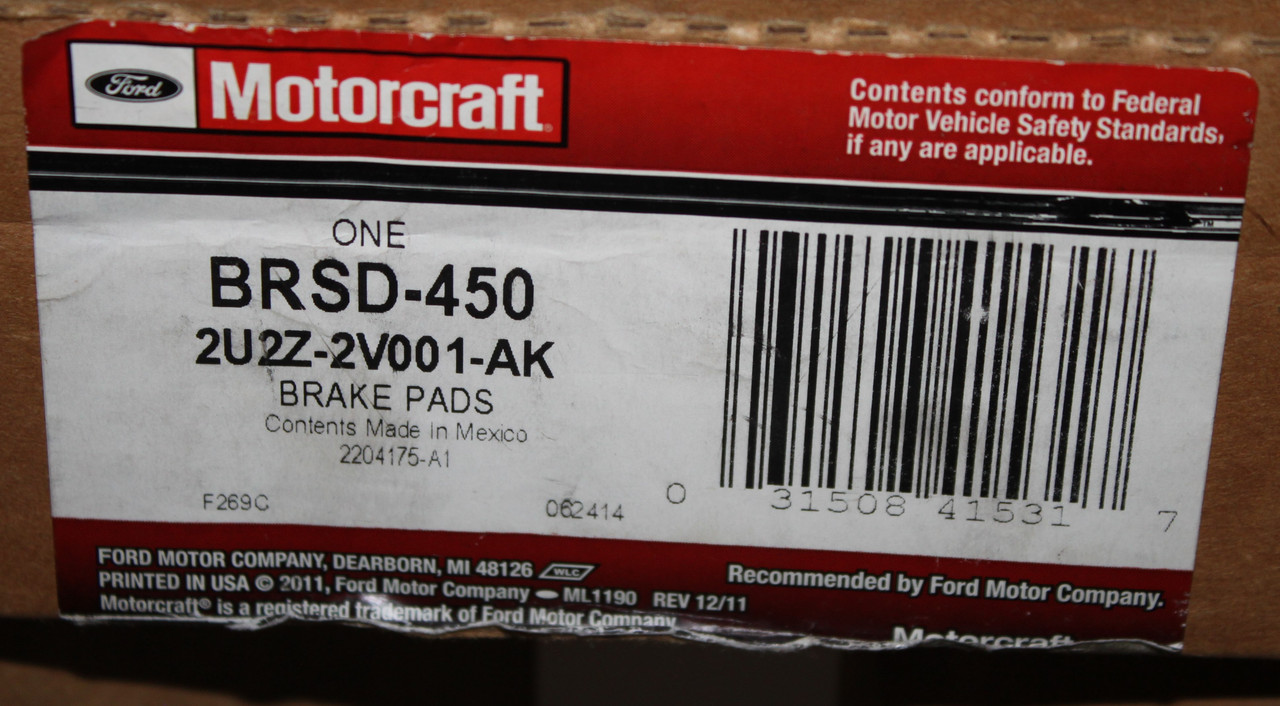 Ford Motorcraft®
Contents conform to Federal
Motor Vehicle Safety Standards,
if any are applicable.
TM
ONE
BRSD-450
2U2Z-2V001-AK
BRAKE PADS
Contents Made In Mexico
2204175-A1
F269C 062414
0 31508 41531 7
FORD MOTOR COMPANY, DEARBORN, MI 48126 WLC
PRINTED IN USA © 2011, Ford Motor Company ML1190 REV 12/11
Motorcraft® is a registered trademark of Ford Motor Company
Recommended by Ford Motor Company.
Motorcraft